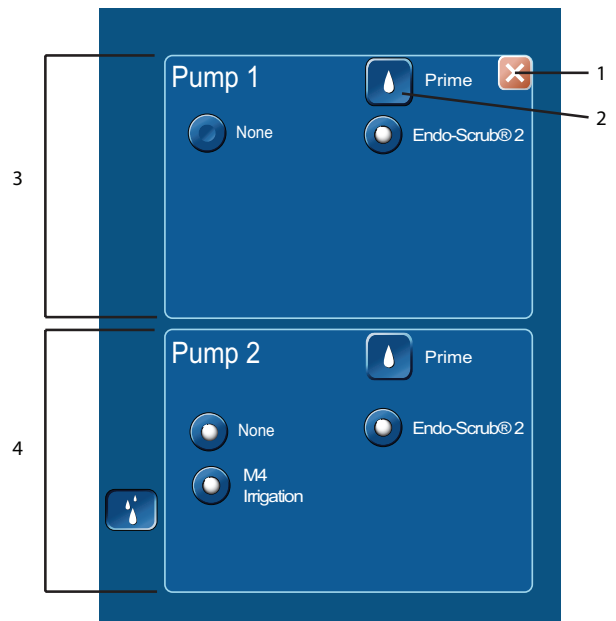 Pump 1
Prime
1
2
None
Endo-Scrub® 2
3
Pump 2
Prime
None
Endo-Scrub® 2
4
M4
Irrigation